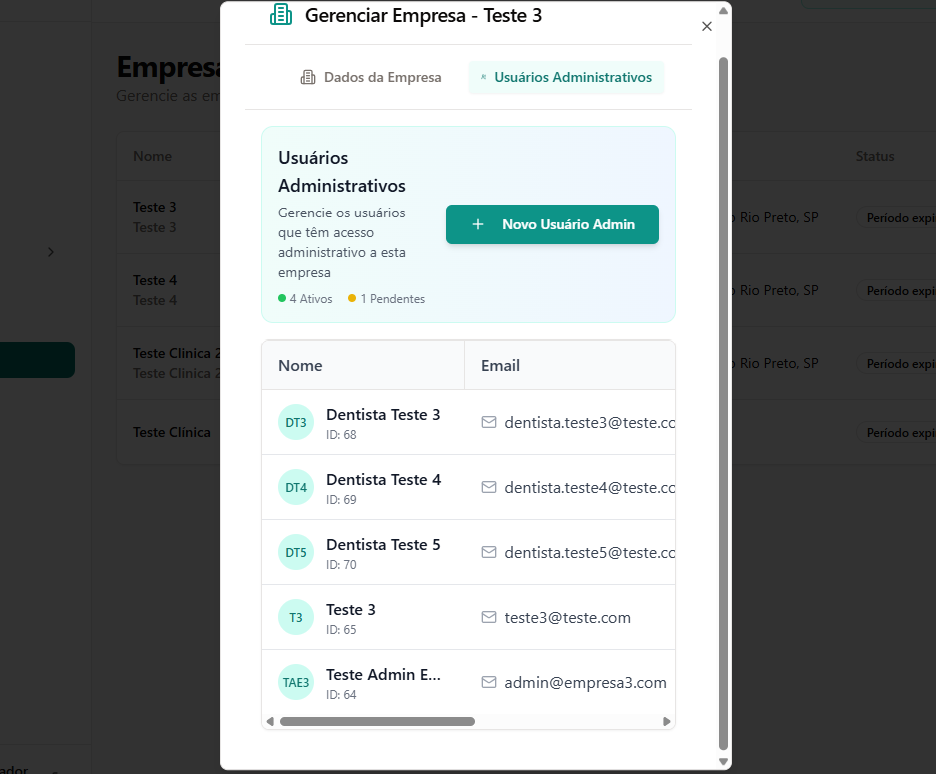 Gerenciar Empresa - Teste 3
Dados da Empresa
Usuários Administrativos
Usuários
Administrativos
Gerencie os usuários
que têm acesso
administrativo a esta
empresa
4 Ativos
1 Pendentes
Novo Usuário Admin
Nome
Email
DT3
Dentista Teste 3
ID: 68
dentista.teste3@teste.co
DT4
Dentista Teste 4
ID: 69
dentista.teste4@teste.co
DT5
Dentista Teste 5
ID: 70
dentista.teste5@teste.co
T3
Teste 3
ID: 65
teste3@teste.com
TAE3
Teste Admin E...
ID: 64
admin@empresa3.com
Empresa
Gerencie as em
Nome
Status
Teste 3
Teste 3
Rio Preto, SP
Período expi
Teste 4
Teste 4
Rio Preto, SP
Período expi
Teste Clinica 2
Teste Clinica 2
Rio Preto, SP
Período expi
Teste Clínica
Período expi